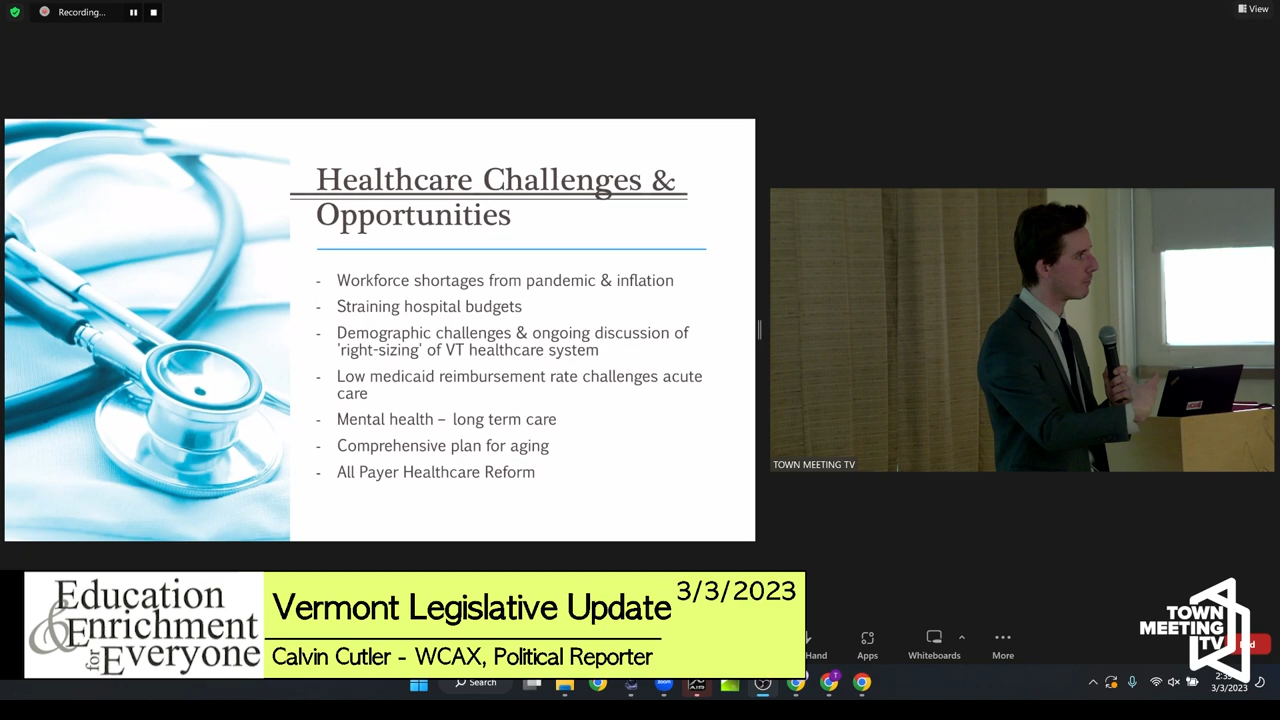 Recording...
View
Healthcare Challenges &
Opportunities
- Workforce shortages from pandemic & inflation
- Straining hospital budgets
- Demographic challenges & ongoing discussion of
'right-sizing' of VT healthcare system
- Low medicaid reimbursement rate challenges acute
care
- Mental health – long term care
- Comprehensive plan for aging
- All Payer Healthcare Reform
TOWN MEETING TV
Education
& Enrichment
for Everyone
Vermont Legislative Update
3/3/2023
Calvin Cutler - WCAX, Political Reporter
Hand
Apps
Whiteboards
More
TOWN
MEETING
TV
Search
zoom
3/3/2023